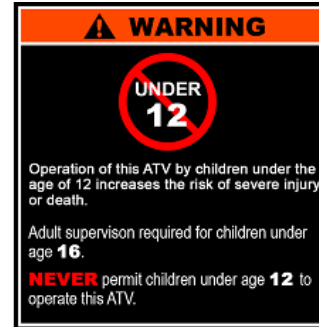 WARNING
UNDER
12
Operation of this ATV by children under the
age of 12 increases the risk of severe injury
or death.
Adult supervison required for children under
age 16.
NEVER permit children under age 12 to
operate this ATV.